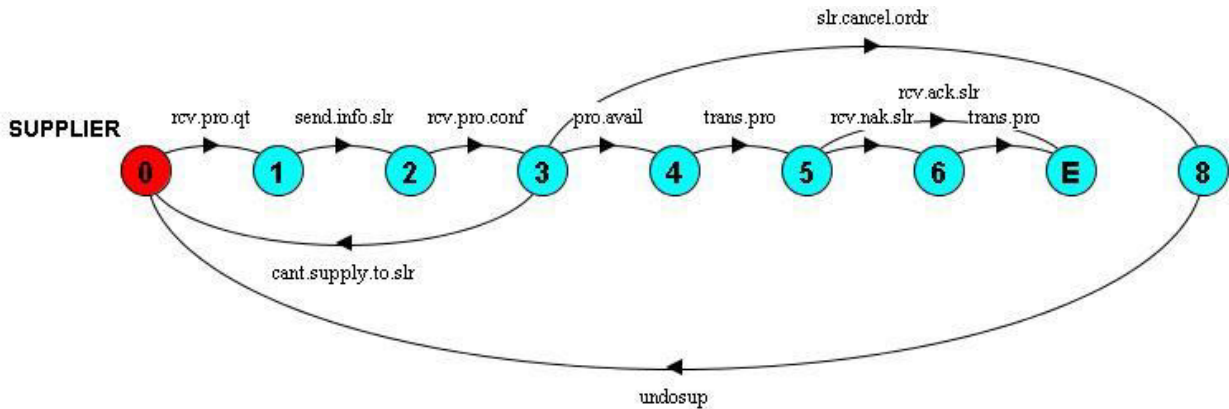 slr.cancel.ordr
rcv.ack.slr
SUPPLIER rcv.pro.qt send.info.slr rcv.pro.conf pro.avail trans.pro rcv.nak.slr trans.pro
0 1 2 3 4 5 6 E 8
cant.supply.to.slr
undosup